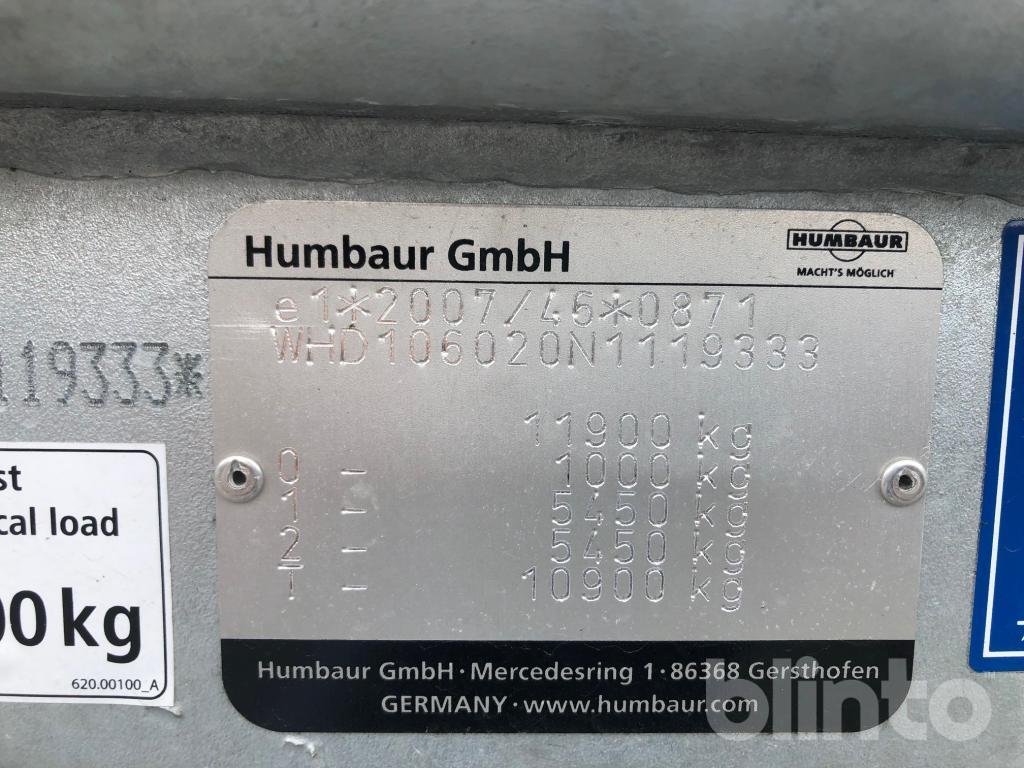 Humbaur GmbH
HUMBAUR
MACHT'S MÖGLICH
e1*2007/46*0871
WHD106020N1119333
119333*
11900 kg
0 - 1000 kg
1 - 5450 kg
2 - 5450 kg
T - 10900 kg
st
cal load
00 kg
620.00100_A
Humbaur GmbH · Mercedesring 1 · 86368 Gersthofen
GERMANY · www.humbaur.com
blinto